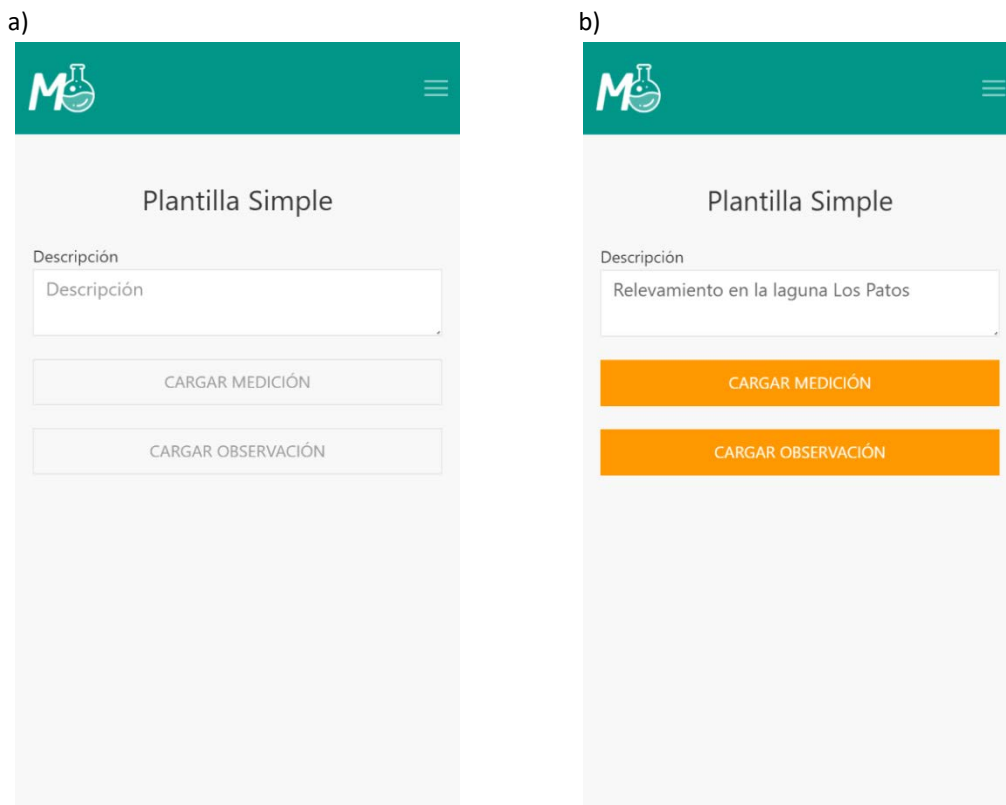 a)
M
Plantilla Simple
Descripción
Descripción
CARGAR MEDICIÓN
CARGAR OBSERVACIÓN
b)
M
Plantilla Simple
Descripción
Relevamiento en la laguna Los Patos
CARGAR MEDICIÓN
CARGAR OBSERVACIÓN